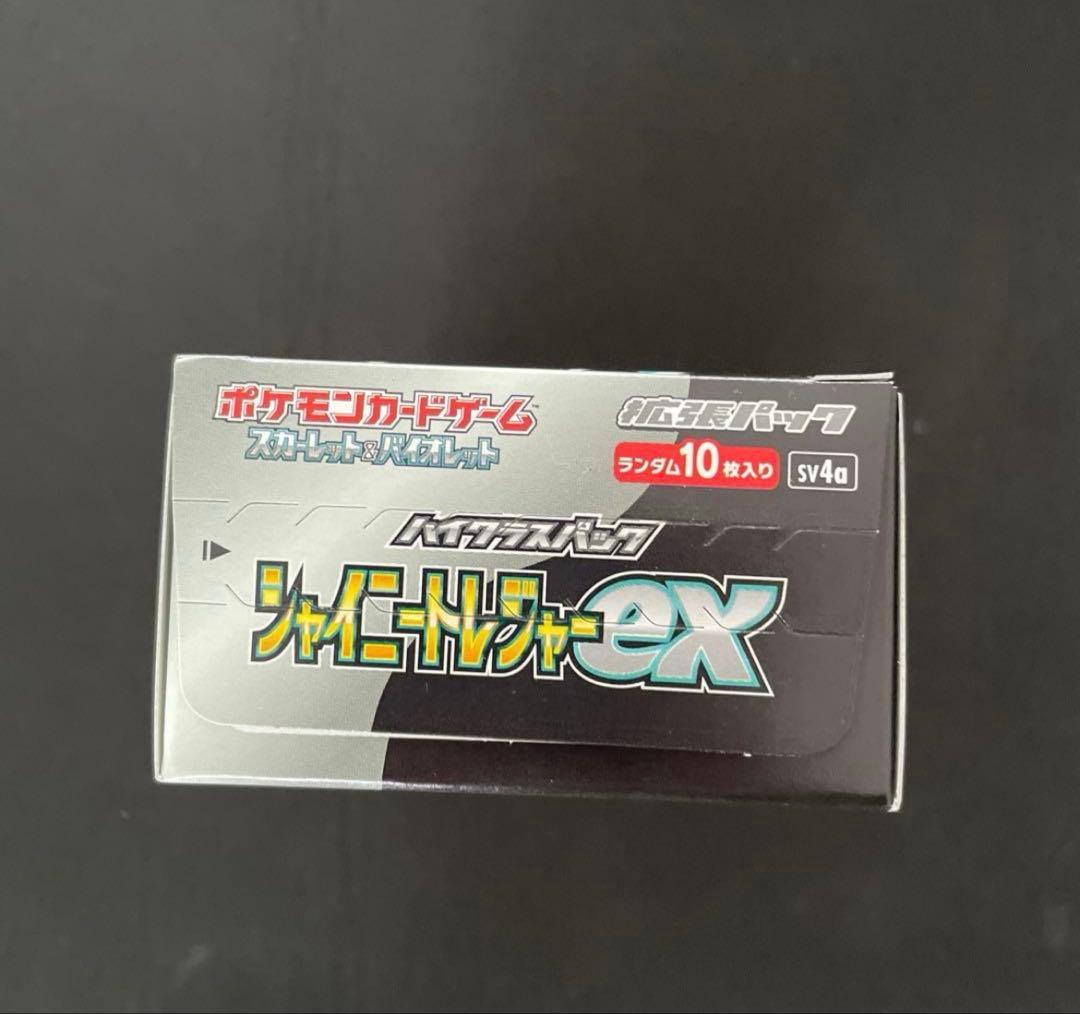 ポケモンカードゲーム™
スカーレット&バイオレット
拡張パック
ランダム10枚入り
sv4a
ハイクラスパック
シャイニートレジャーex